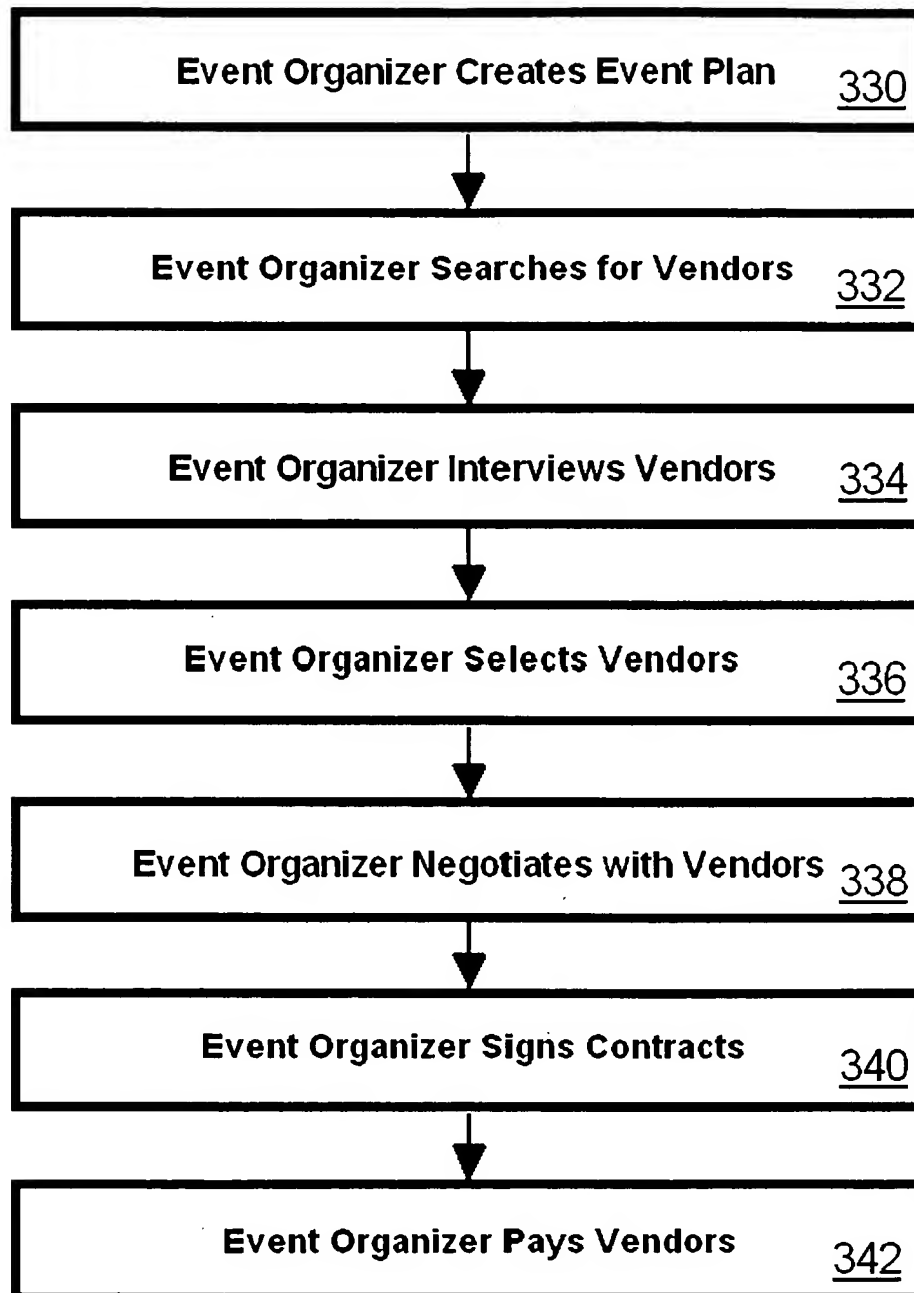 Event Organizer Creates Event Plan 330
Event Organizer Searches for Vendors 332
Event Organizer Interviews Vendors 334
Event Organizer Selects Vendors 336
Event Organizer Negotiates with Vendors 338
Event Organizer Signs Contracts 340
Event Organizer Pays Vendors 342